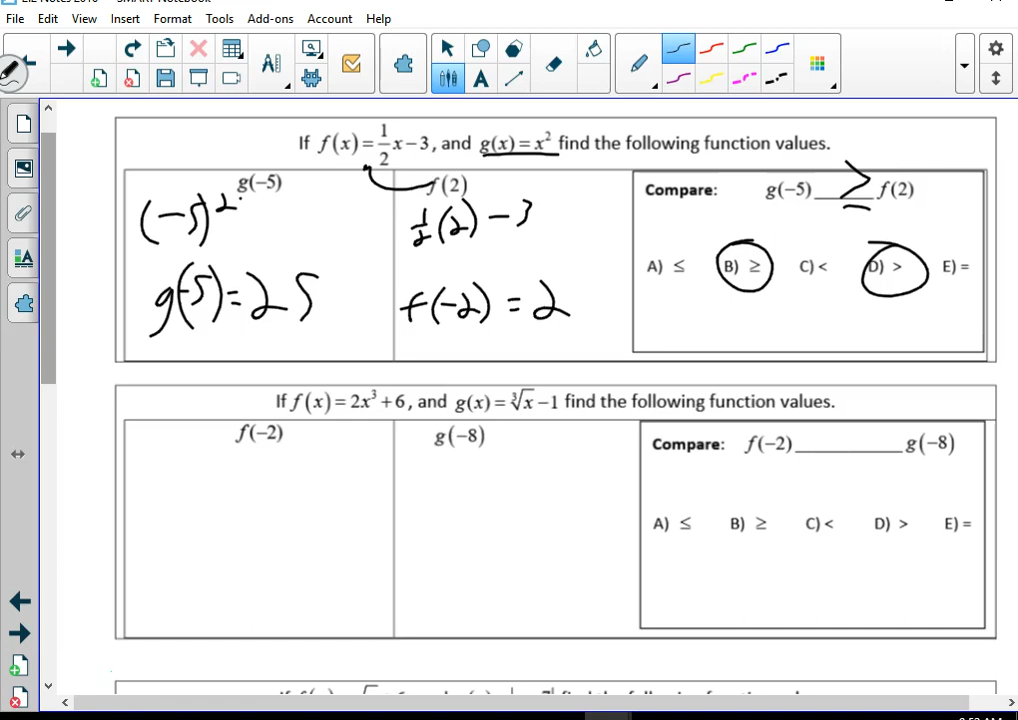 File Edit View Insert Format Tools Add-ons Account Help
If f(x) = 1/2 x − 3, and g(x) = x² find the following function values.
g(−5)
f(2)
Compare: g(−5) ______ f(2)
≥
(−5)²
1/2 (2) − 3
A) ≤ B) ≥ C) < D) > E) =
g(−5) = 25
f(−2) = 2
If f(x) = 2x³ + 6, and g(x) = ∛x − 1 find the following function values.
f(−2)
g(−8)
Compare: f(−2)__________g(−8)
A) ≤ B) ≥ C) < D) > E) =